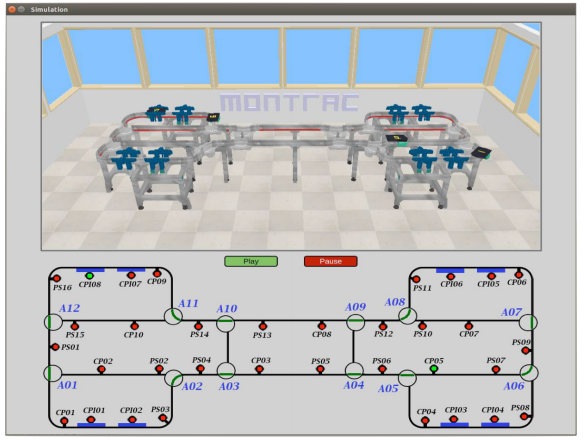 Simulation
MONTRAC
Play Pause
PS16 CPI08 CPI07 CP09 PS11 CPI06 CPI05 CP06
A12 A11 A10 A09 A08 A07
PS15 CP10 PS14 PS13 CP08 PS12 PS10 CP07
PS01 PS09
CP02 PS02 PS04 CP03 PS05 PS06 CP05 PS07
A01 A02 A03 A04 A05 A06
CP01 CPI01 CPI02 PS03 CP04 CPI03 CPI04 PS08